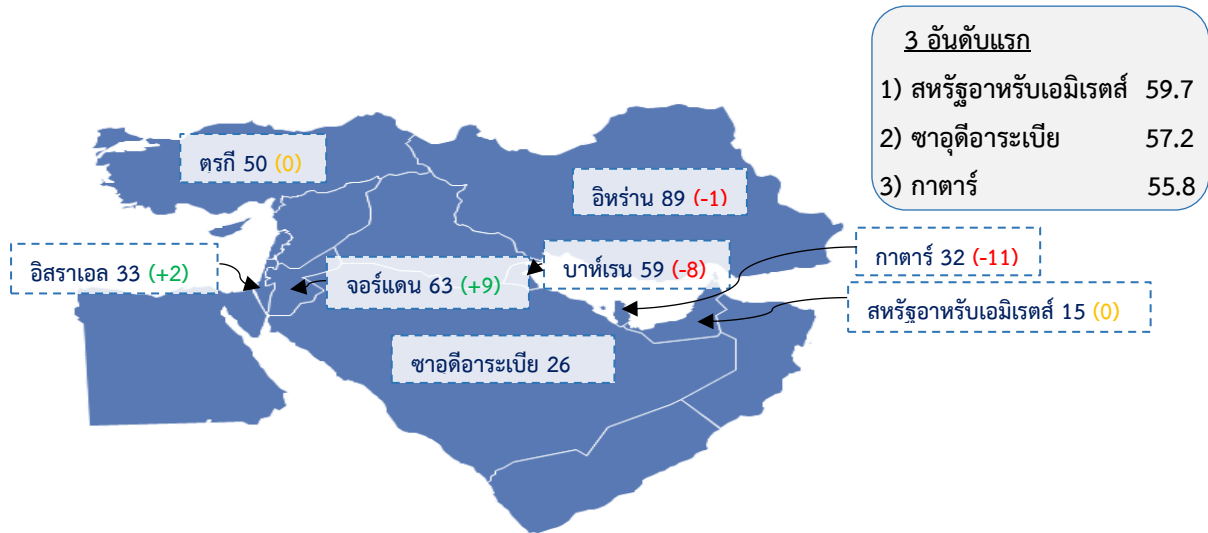 3 อันดับแรก
1) สหรัฐอาหรับเอมิเรตส์ 59.7
2) ซาอุดีอาระเบีย 57.2
3) กาตาร์ 55.8
ตรกี 50 (0)
อิหร่าน 89 (-1)
กาตาร์ 32 (-11)
อิสราเอล 33 (+2)
จอร์แดน 63 (+9)
บาห์เรน 59 (-8)
สหรัฐอาหรับเอมิเรตส์ 15 (0)
ซาอดีอาระเบีย 26